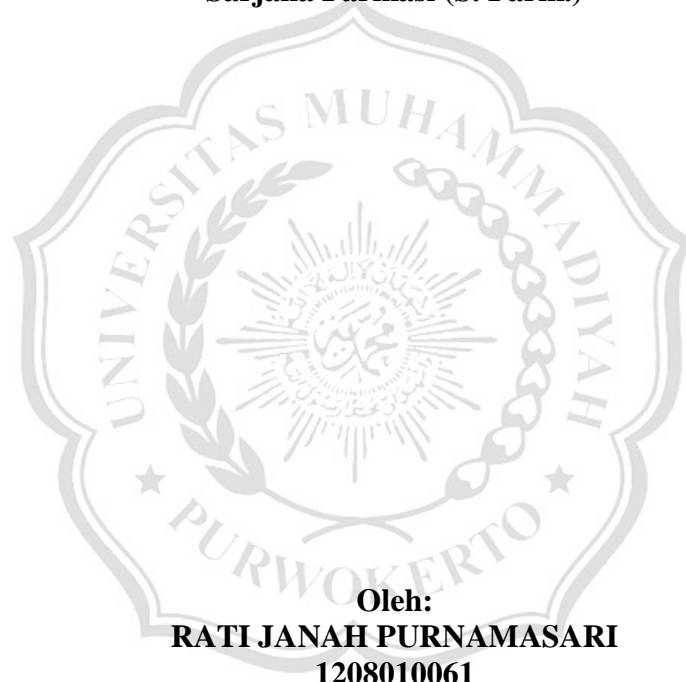 Sarjana Farmasi (S. Farm.)
UNIVERSITAS MUHAMMADIYAH
PURWOKERTO
Oleh:
RATI JANAH PURNAMASARI
1208010061